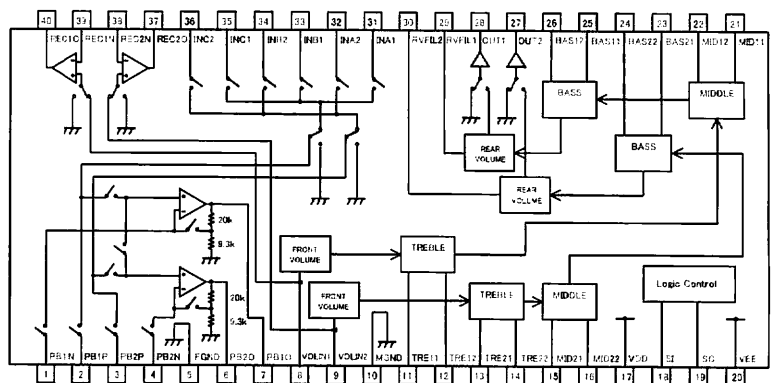 40 39 38 37 36 35 34 33 32 31 30 29 28 27 26 25 24 23 22 21
REC1O REC1N REC2N REC2O INC2 INC1 INB2 INB1 INA2 INA1 RVFIL2 RVFIL1 OUT1 OUT2 BAS12 BAS11 BAS22 BAS21 MID12 MID11
BASS
MIDDLE
REAR
VOLUME
BASS
REAR
VOLUME
20k
9.3k
FRONT
VOLUME
TREBLE
FRONT
VOLUME
TREBLE
MIDDLE
Logic Control
20k
9.3k
PB1N PB1P PB2P PB2N FGND PB2O PB1O VOLIN1 VOLIN2 MGND TRE11 TRE12 TRE21 TRE22 MID21 MID22 VDD SI SC VEE
1 2 3 4 5 6 7 8 9 10 11 12 13 14 15 16 17 18 19 20